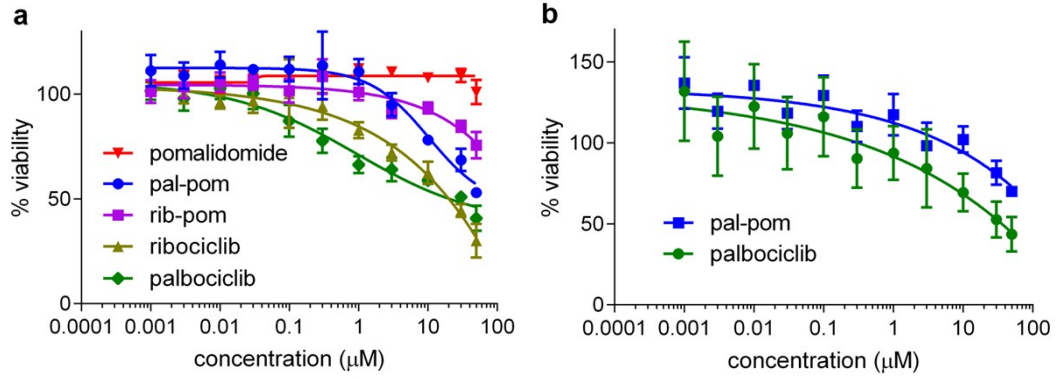 a
% viability
100
50
0
pomalidomide
pal-pom
rib-pom
ribociclib
palbociclib
0.0001 0.001 0.01 0.1 1 10 100
concentration (μM)
b
% viability
150
100
50
0
pal-pom
palbociclib
0.0001 0.001 0.01 0.1 1 10 100
concentration (μM)